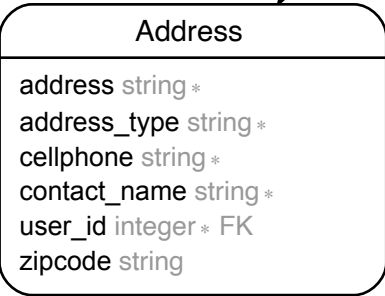 Address
address string *
address_type string *
cellphone string *
contact_name string *
user_id integer * FK
zipcode string